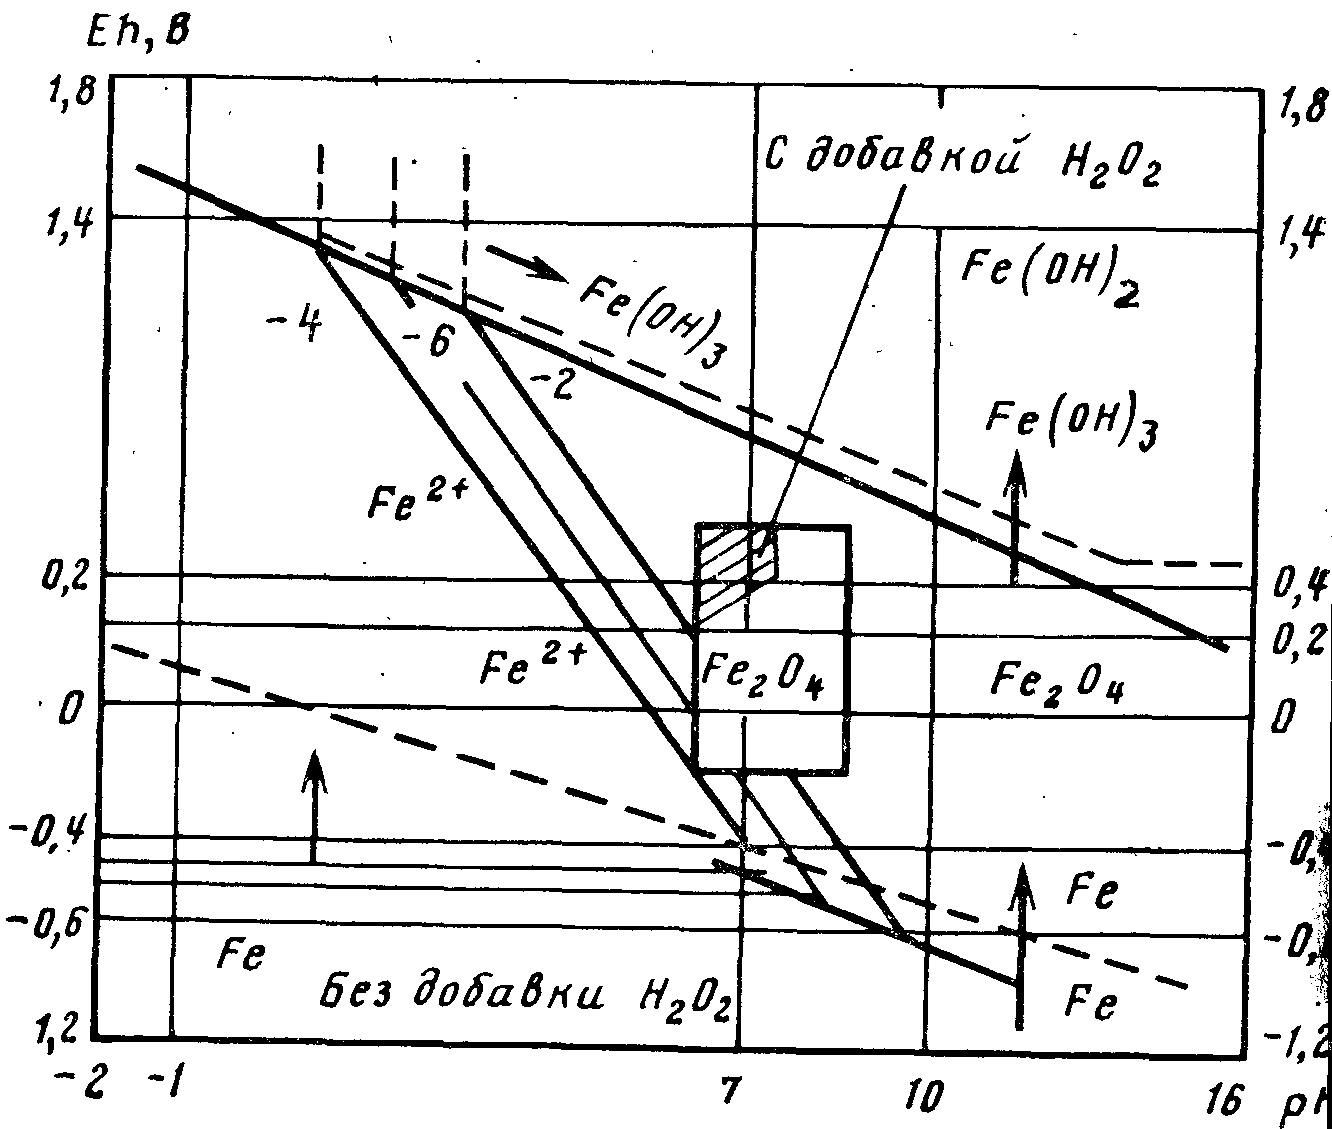 Eh, В
1,8
1,8
С добавкой H₂O₂
1,4
1,4
Fe(OH)₂
Fe(OH)₃
-4
-6
-2
Fe(OH)₃
Fe²⁺
0,2
0,4
0,2
Fe²⁺
Fe₂O₄
Fe₂O₄
0
0
-0,4
-0,
Fe
-0,6
-0,
Fe
Без добавки H₂O₂
Fe
1,2
-1,2
-2
-1
7
10
16